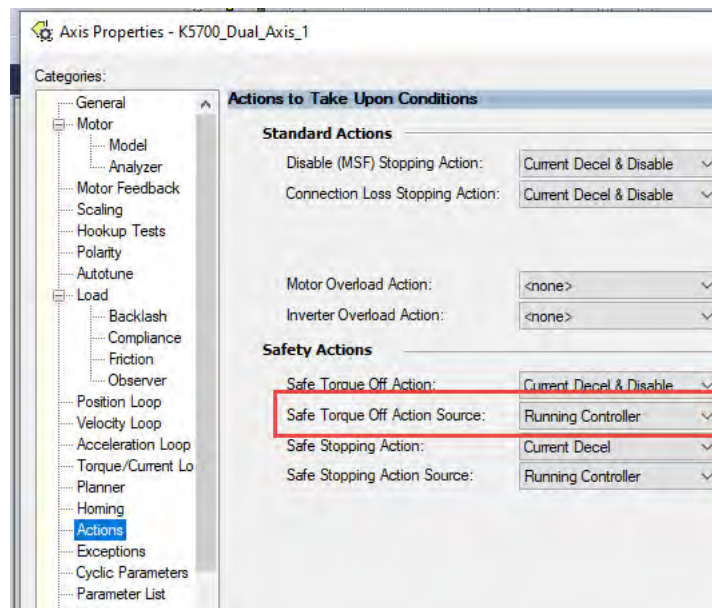 Axis Properties - K5700_Dual_Axis_1
Categories:
General
Motor
Model
Analyzer
Motor Feedback
Scaling
Hookup Tests
Polarity
Autotune
Load
Backlash
Compliance
Friction
Observer
Position Loop
Velocity Loop
Acceleration Loop
Torque/Current Lo
Planner
Homing
Actions
Exceptions
Cyclic Parameters
Parameter List
Actions to Take Upon Conditions
Standard Actions
Disable (MSF) Stopping Action: Current Decel & Disable
Connection Loss Stopping Action: Current Decel & Disable
Motor Overload Action: <none>
Inverter Overload Action: <none>
Safety Actions
Safe Torque Off Action: Current Decel & Disable
Safe Torque Off Action Source: Running Controller
Safe Stopping Action: Current Decel
Safe Stopping Action Source: Running Controller